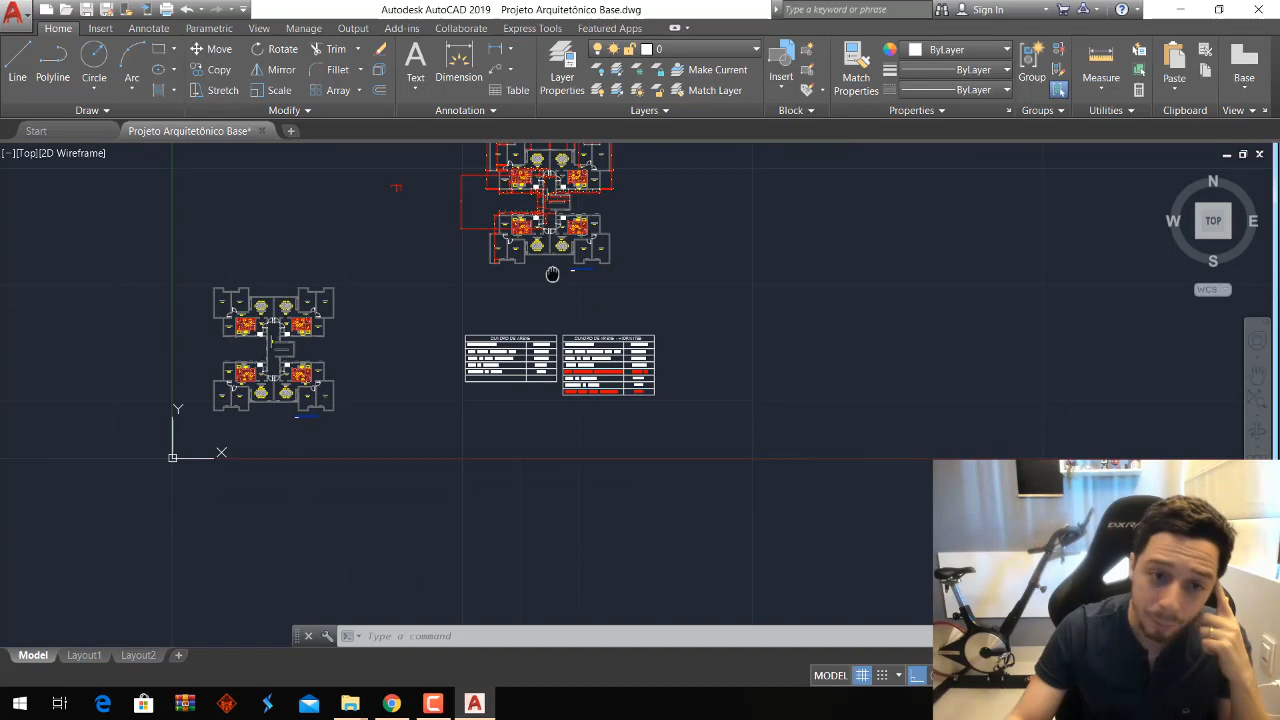 Autodesk AutoCAD 2019 Projeto Arquitetônico Base.dwg
Type a keyword or phrase
Sign In
Home Insert Annotate Parametric View Manage Output Add-ins Collaborate Express Tools Featured Apps
Line Polyline Circle Arc
Move Rotate Trim
Copy Mirror Fillet
Stretch Scale Array
Text Dimension
Table
Layer Properties
0
Make Current
Match Layer
Insert
Match Properties
ByLayer
ByLayer
ByLayer
Group
Measure
Paste
Base
Draw Modify Annotation Layers Block Properties Groups Utilities Clipboard View
Start Projeto Arquitetônico Base*
[−][Top][2D Wireframe]
N
W TOP E
S
WCS
Y
X
DXR
Type a command
Model Layout1 Layout2
MODEL